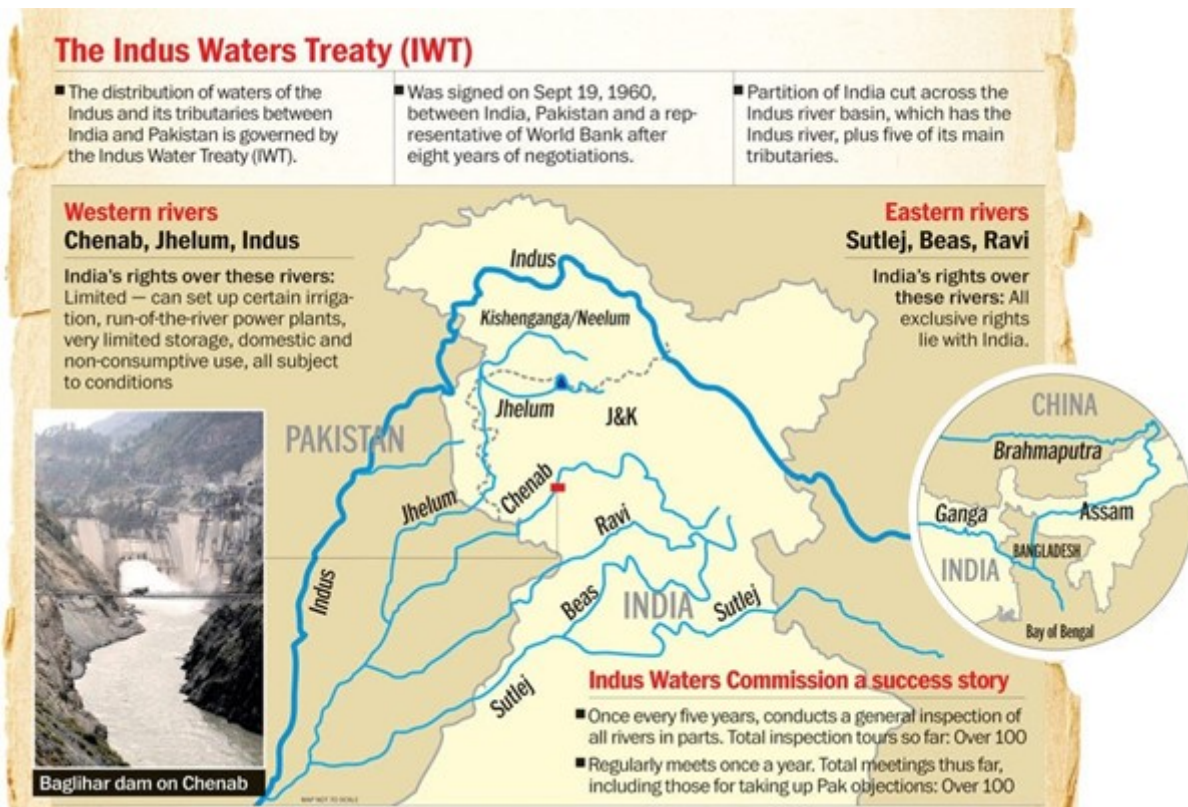 The Indus Waters Treaty (IWT)
■ The distribution of waters of the
Indus and its tributaries between
India and Pakistan is governed by
the Indus Water Treaty (IWT).
■ Was signed on Sept 19, 1960,
between India, Pakistan and a rep-
resentative of World Bank after
eight years of negotiations.
■ Partition of India cut across the
Indus river basin, which has the
Indus river, plus five of its main
tributaries.
Western rivers
Chenab, Jhelum, Indus
India's rights over these rivers:
Limited — can set up certain irriga-
tion, run-of-the-river power plants,
very limited storage, domestic and
non-consumptive use, all subject
to conditions
Eastern rivers
Sutlej, Beas, Ravi
India's rights over
these rivers: All
exclusive rights
lie with India.
Indus
Kishenganga/Neelum
Jhelum
J&K
PAKISTAN
Jhelum
Chenab
Ravi
Indus
Beas
INDIA
Sutlej
Sutlej
CHINA
Brahmaputra
Ganga
Assam
BANGLADESH
INDIA
Bay of Bengal
Baglihar dam on Chenab
MAP NOT TO SCALE
Indus Waters Commission a success story
■ Once every five years, conducts a general inspection of
all rivers in parts. Total inspection tours so far: Over 100
■ Regularly meets once a year. Total meetings thus far,
including those for taking up Pak objections: Over 100